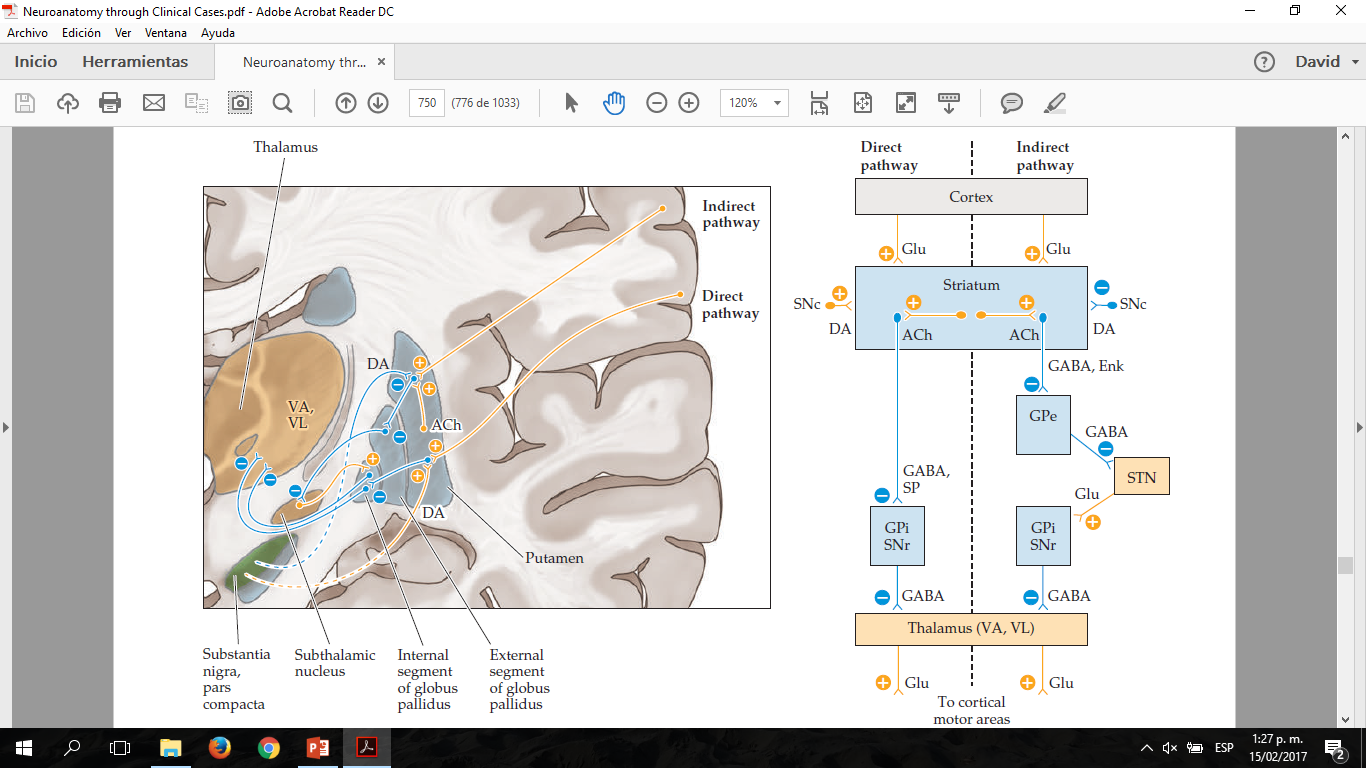 Neuroanatomy through Clinical Cases.pdf - Adobe Acrobat Reader DC
Archivo Edición Ver Ventana Ayuda
Inicio Herramientas Neuroanatomy thr... ×
David
750 (776 de 1033) 120%
Thalamus
Indirect
pathway
Direct
pathway
DA
VA,
VL
ACh
DA
Putamen
Substantia
nigra,
pars
compacta
Subthalamic
nucleus
Internal
segment
of globus
pallidus
External
segment
of globus
pallidus
Direct
pathway
Indirect
pathway
Cortex
Glu Glu
Striatum
SNc SNc
DA ACh ACh DA
GABA, Enk
GPe
GABA
STN
GABA,
SP
Glu
GPi
SNr
GPi
SNr
GABA GABA
Thalamus (VA, VL)
Glu Glu
To cortical
motor areas
ESP
1:27 p. m.
15/02/2017
2